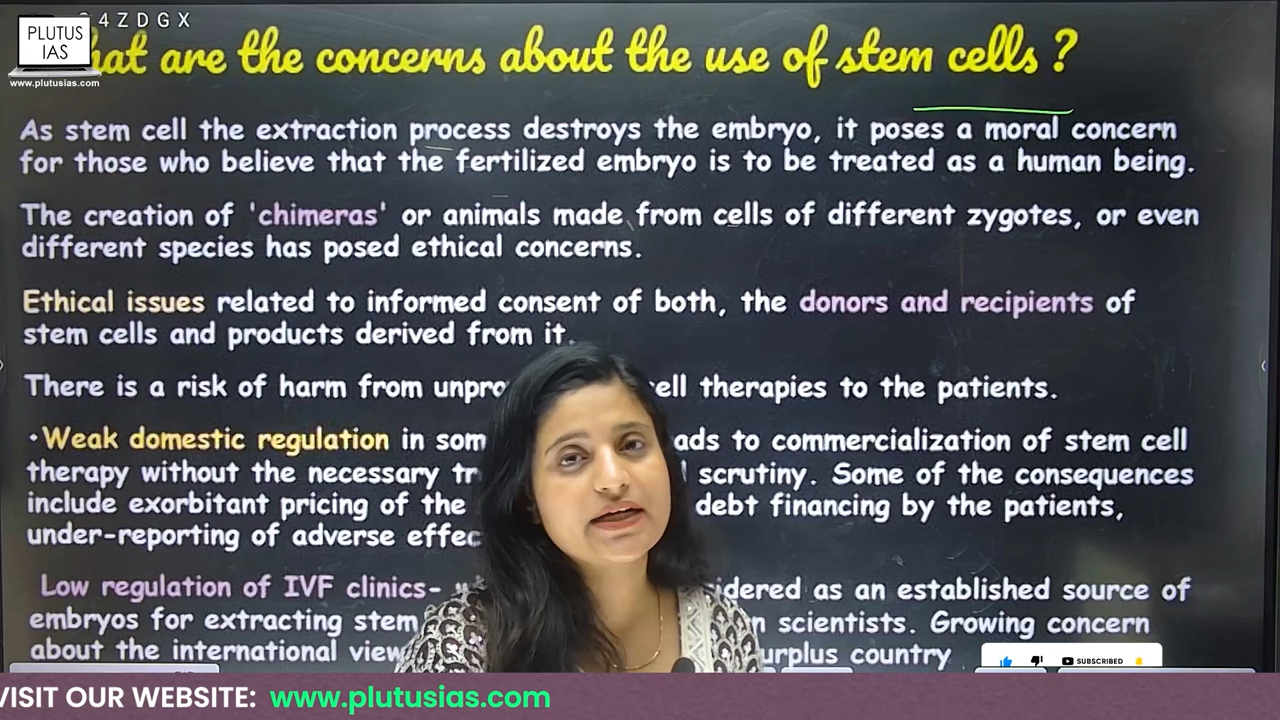 4ZDGX
PLUTUS
IAS
www.plutusias.com
hat are the concerns about the use of stem cells ?
As stem cell the extraction process destroys the embryo, it poses a moral concern
for those who believe that the fertilized embryo is to be treated as a human being.
The creation of 'chimeras' or animals made from cells of different zygotes, or even
different species has posed ethical concerns.
Ethical issues related to informed consent of both, the donors and recipients of
stem cells and products derived from it.
There is a risk of harm from cell therapies to the patients.
·Weak domestic regulation in to commercialization of stem cell
therapy without the necessary scrutiny. Some of the consequences
include exorbitant pricing of the debt financing by the patients,
under-reporting of adverse
Low regulation of IVF clinics- as an established source of
embryos for extracting stem scientists. Growing concern
about the international country
SUBSCRIBED
VISIT OUR WEBSITE: www.plutusias.com